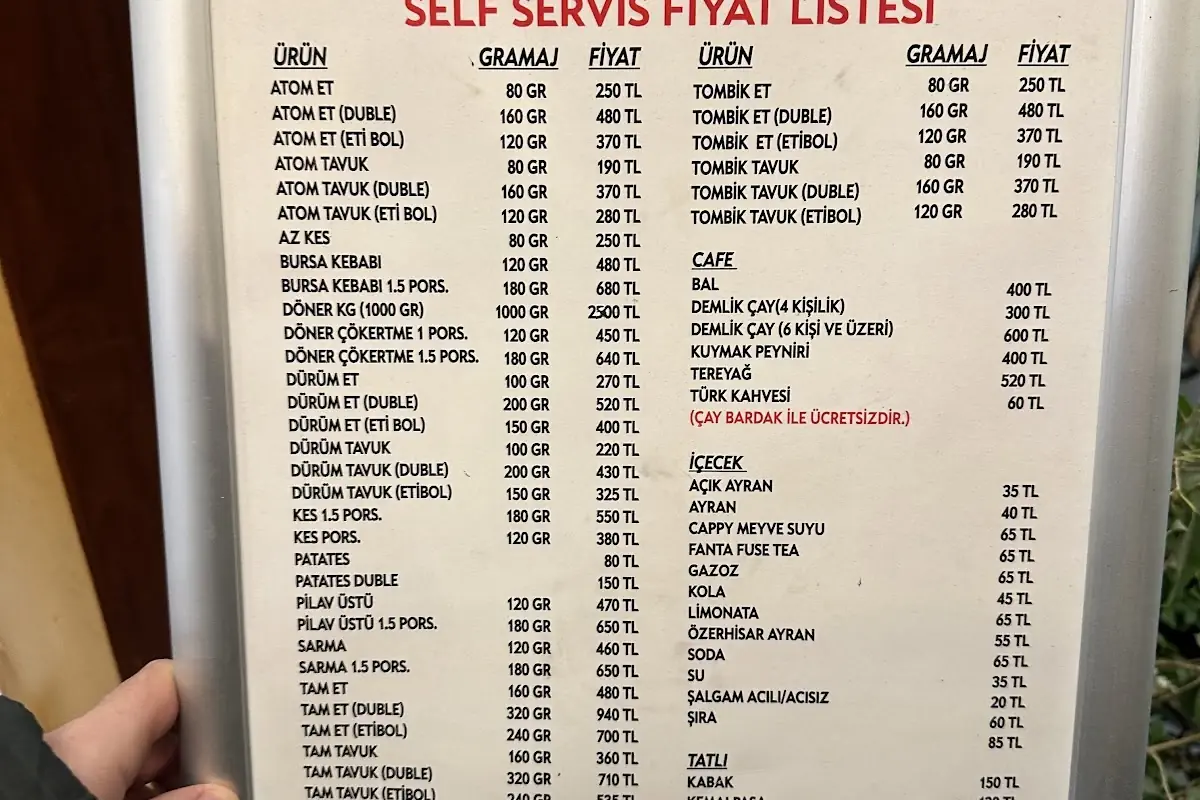 SELF SERVİS FİYAT LİSTESİ
ÜRÜN GRAMAJ FİYAT
ATOM ET 80 GR 250 TL
ATOM ET (DUBLE) 160 GR 480 TL
ATOM ET (ETİ BOL) 120 GR 370 TL
ATOM TAVUK 80 GR 190 TL
ATOM TAVUK (DUBLE) 160 GR 370 TL
ATOM TAVUK (ETİ BOL) 120 GR 280 TL
AZ KES 80 GR 250 TL
BURSA KEBABI 120 GR 480 TL
BURSA KEBABI 1.5 PORS. 180 GR 680 TL
DÖNER KG (1000 GR) 1000 GR 2500 TL
DÖNER ÇÖKERTME 1 PORS. 120 GR 450 TL
DÖNER ÇÖKERTME 1.5 PORS. 180 GR 640 TL
DÜRÜM ET 100 GR 270 TL
DÜRÜM ET (DUBLE) 200 GR 520 TL
DÜRÜM ET (ETİ BOL) 150 GR 400 TL
DÜRÜM TAVUK 100 GR 220 TL
DÜRÜM TAVUK (DUBLE) 200 GR 430 TL
DÜRÜM TAVUK (ETİBOL) 150 GR 325 TL
KES 1.5 PORS. 180 GR 550 TL
KES PORS. 120 GR 380 TL
PATATES 80 TL
PATATES DUBLE 150 TL
PİLAV ÜSTÜ 120 GR 470 TL
PİLAV ÜSTÜ 1.5 PORS. 180 GR 650 TL
SARMA 120 GR 460 TL
SARMA 1.5 PORS. 180 GR 650 TL
TAM ET 160 GR 480 TL
TAM ET (DUBLE) 320 GR 940 TL
TAM ET (ETİBOL) 240 GR 700 TL
TAM TAVUK 160 GR 360 TL
TAM TAVUK (DUBLE) 320 GR 710 TL
TAM TAVUK (ETİBOL) 240 GR 535 TL
ÜRÜN GRAMAJ FİYAT
TOMBİK ET 80 GR 250 TL
TOMBİK ET (DUBLE) 160 GR 480 TL
TOMBİK ET (ETİBOL) 120 GR 370 TL
TOMBİK TAVUK 80 GR 190 TL
TOMBİK TAVUK (DUBLE) 160 GR 370 TL
TOMBİK TAVUK (ETİBOL) 120 GR 280 TL
CAFE
BAL 400 TL
DEMLİK ÇAY(4 KİŞİLİK) 300 TL
DEMLİK ÇAY (6 KİŞİ VE ÜZERİ) 600 TL
KUYMAK PEYNİRİ 400 TL
TEREYAĞ 520 TL
TÜRK KAHVESİ 60 TL
(ÇAY BARDAK İLE ÜCRETSİZDİR.)
İÇECEK
AÇIK AYRAN 35 TL
AYRAN 40 TL
CAPPY MEYVE SUYU 65 TL
FANTA FUSE TEA 65 TL
GAZOZ 65 TL
KOLA 45 TL
LİMONATA 65 TL
ÖZERHİSAR AYRAN 55 TL
SODA 65 TL
SU 35 TL
ŞALGAM ACILI/ACISIZ 20 TL
ŞIRA 60 TL
85 TL
TATLI
KABAK 150 TL